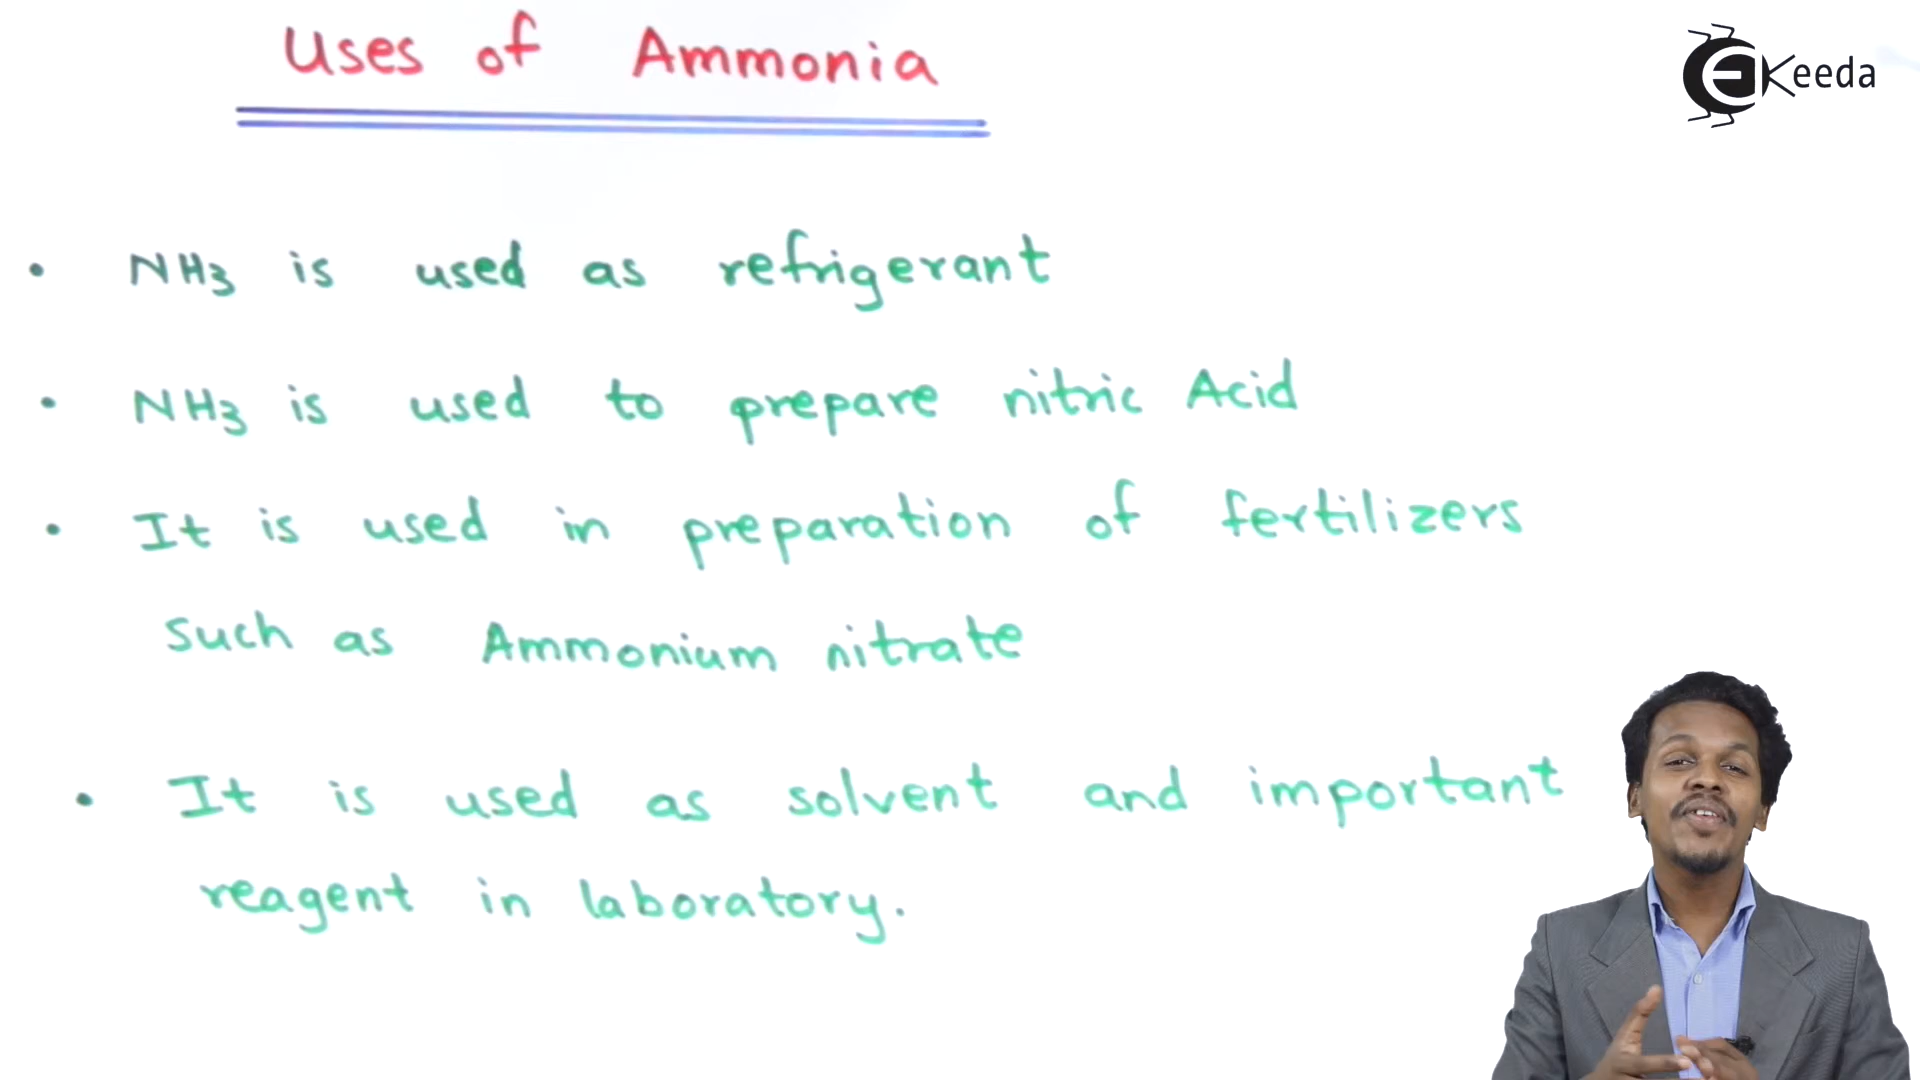 Uses of Ammonia
EKeeda
• NH3 is used as refrigerant
• NH3 is used to prepare nitric Acid
• It is used in preparation of fertilizers
such as Ammonium nitrate
• It is used as solvent and important
reagent in laboratory.